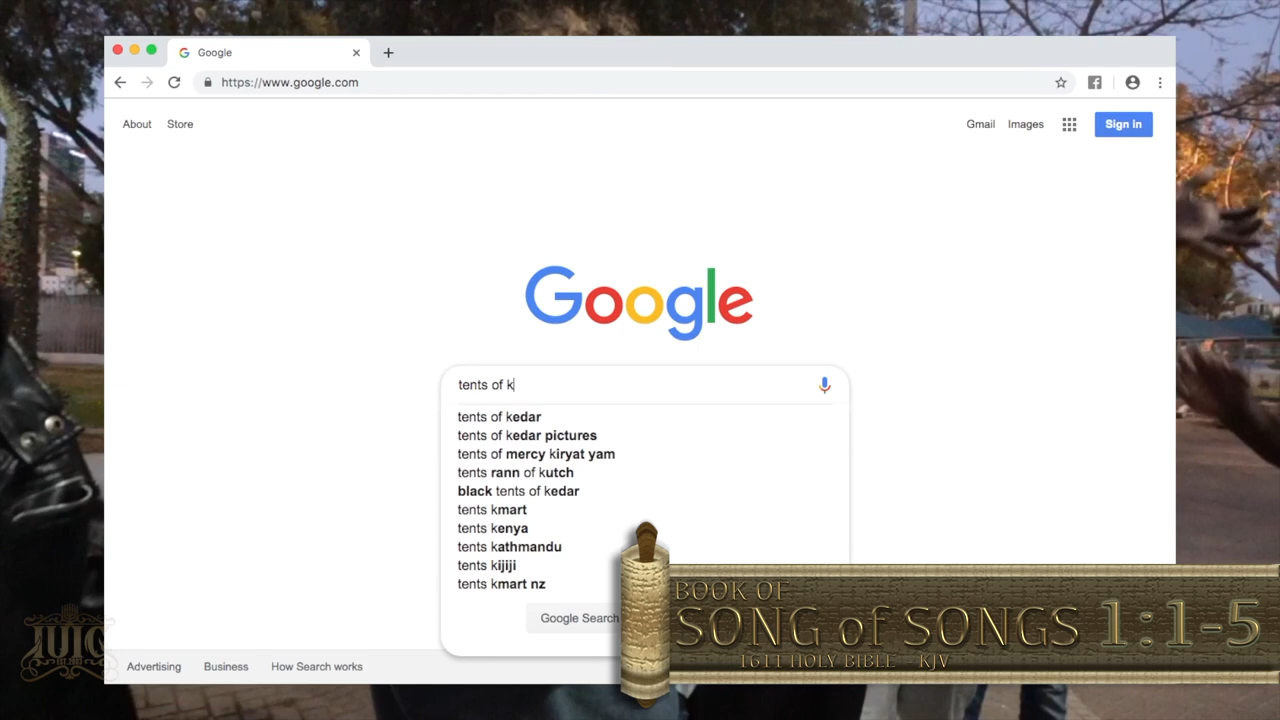 Google
https://www.google.com
About Store
Gmail Images Sign in
Google
tents of k
tents of kedar
tents of kedar pictures
tents of mercy kiryat yam
tents rann of kutch
black tents of kedar
tents kmart
tents kenya
tents kathmandu
tents kijiji
tents kmart nz
Google Search
BOOK OF
SONG of SONGS 1:1-5
1611 HOLY BIBLE - KJV
IUIC
EST. 2003
Advertising Business How Search works